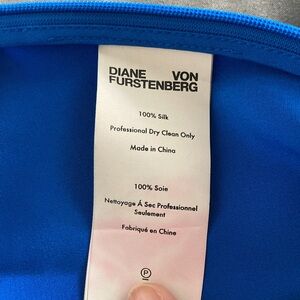 DIANE VON
FURSTENBERG
100% Silk
Professional Dry Clean Only
Made in China
100% Soie
Nettoyage Á Sec Professionnel
Seulement
Fabriqué en Chine
P